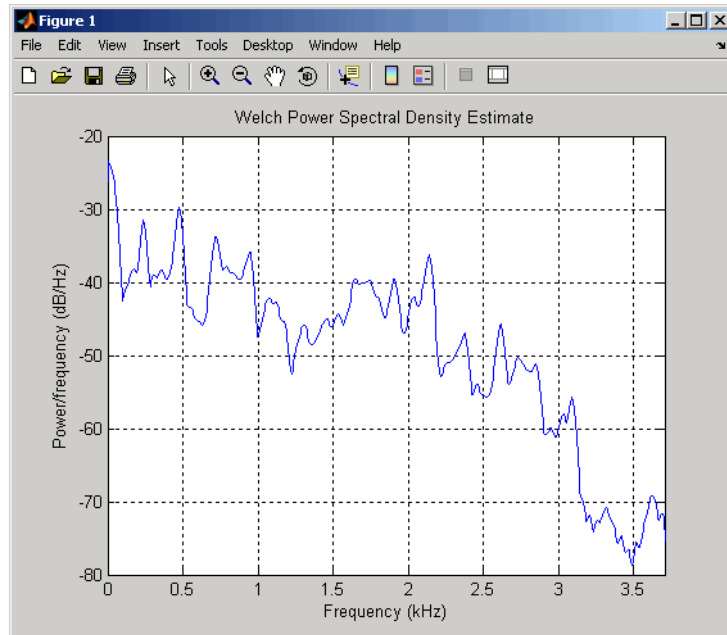 Figure 1
File Edit View Insert Tools Desktop Window Help
Welch Power Spectral Density Estimate
Power/frequency (dB/Hz)
-20
-30
-40
-50
-60
-70
-80
0 0.5 1 1.5 2 2.5 3 3.5
Frequency (kHz)